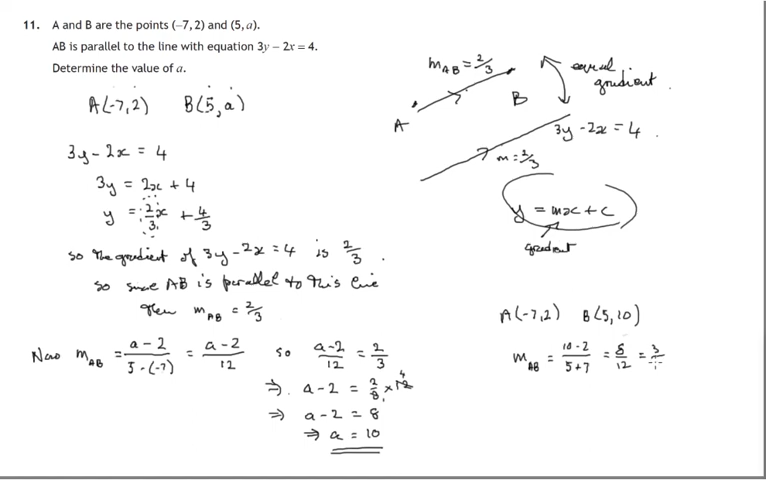 11. A and B are the points (–7, 2) and (5, a).
AB is parallel to the line with equation 3y – 2x = 4.
Determine the value of a.
A(-7,2) B(5,a)
3y - 2x = 4
3y = 2x + 4
y = 2/3 x + 4/3
so the gradient of 3y - 2x = 4 is 2/3.
so since AB is parallel to this line
then m_AB = 2/3
Now m_AB = a - 2 / 5 - (-7) = a - 2 / 12
so a-2 / 12 = 2/3
⇒ a - 2 = 2/3 × 12 4
⇒ a - 2 = 8
⇒ a = 10
m_AB = 2/3
A
B
equal gradient
3y - 2x = 4
m = 2/3
y = mx + c
gradient
A(-7,2) B(5,10)
m_AB = 10 - 2 / 5 + 7 = 8/12 =